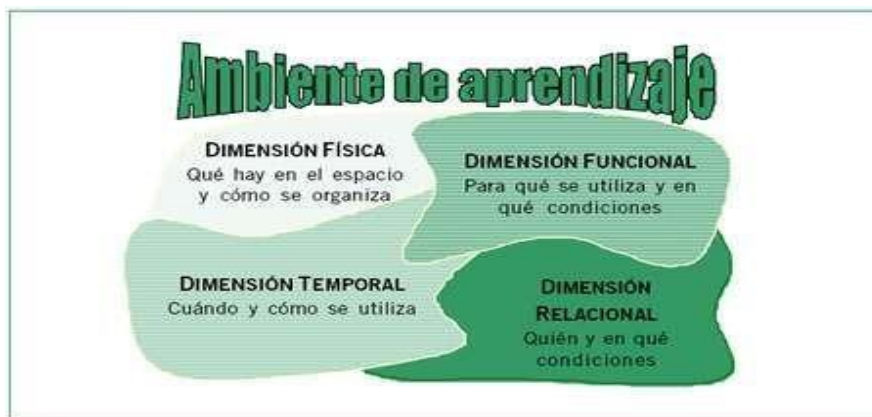 Ambiente de aprendizaje
DIMENSIÓN FÍSICA
Qué hay en el espacio
y cómo se organiza
DIMENSIÓN FUNCIONAL
Para qué se utiliza y en
qué condiciones
DIMENSIÓN TEMPORAL
Cuándo y cómo se utiliza
DIMENSIÓN
RELACIONAL
Quién y en qué
condiciones